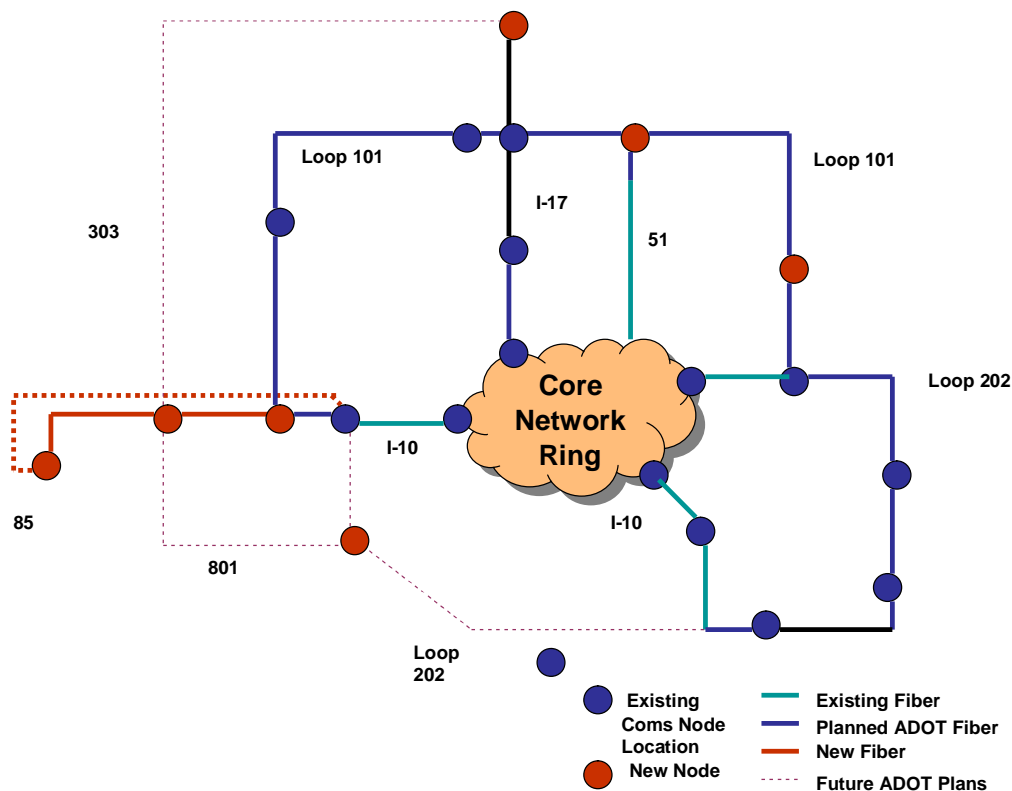 Loop 101
Loop 101
I-17
303
51
Core
Network
Ring
Loop 202
I-10
I-10
85
801
Loop
202
Existing
Coms Node
Location
New Node
Existing Fiber
Planned ADOT Fiber
New Fiber
Future ADOT Plans